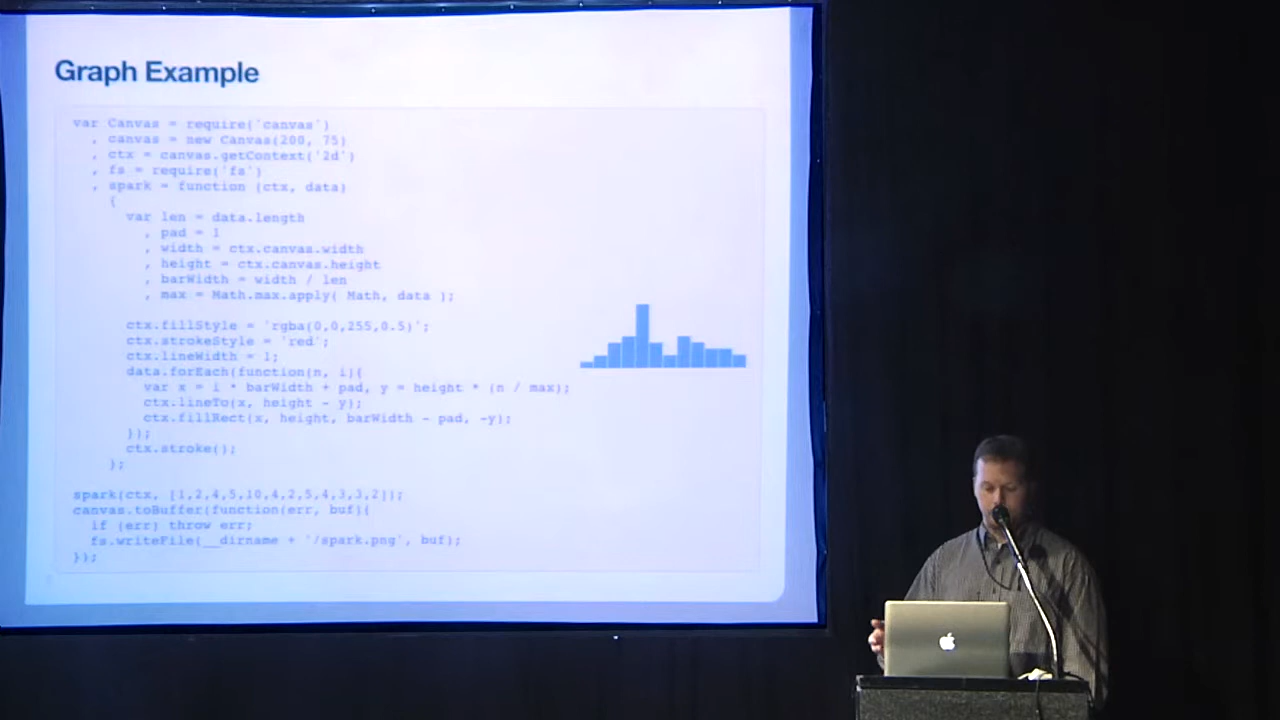 Graph Example
var Canvas = require('canvas')
, canvas = new Canvas(200, 75)
, ctx = canvas.getContext('2d')
, fs = require('fs')
, spark = function (ctx, data)
{
var len = data.length
, pad = 1
, width = ctx.canvas.width
, height = ctx.canvas.height
, barWidth = width / len
, max = Math.max.apply( Math, data );
ctx.fillStyle = 'rgba(0,0,255,0.5)';
ctx.strokeStyle = 'red';
ctx.lineWidth = 1;
data.forEach(function(n, i){
var x = i * barWidth + pad, y = height * (n / max);
ctx.lineTo(x, height - y);
ctx.fillRect(x, height, barWidth - pad, -y);
});
ctx.stroke();
};
spark(ctx, [1,2,4,5,10,4,2,5,4,3,3,2]);
canvas.toBuffer(function(err, buf){
if (err) throw err;
fs.writeFile(__dirname + '/spark.png', buf);
});